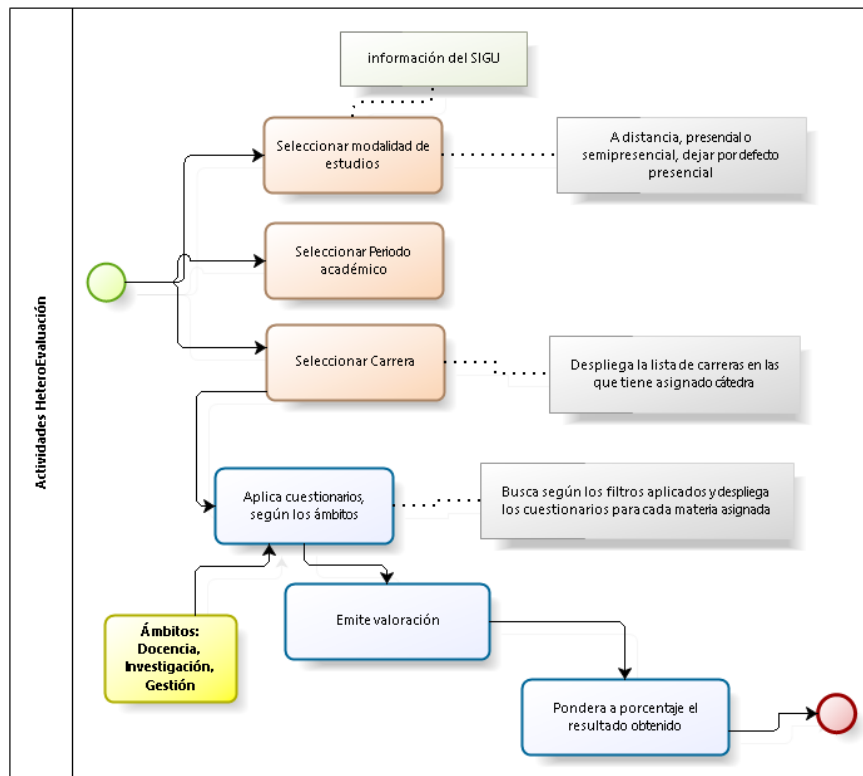 Actividades HeteroEvaluación
información del SIGU
Seleccionar modalidad de
estudios
A distancia, presencial o
semipresencial, dejar por defecto
presencial
Seleccionar Periodo
académico
Seleccionar Carrera
Despliega la lista de carreras en las
que tiene asignado cátedra
Aplica cuestionarios,
según los ámbitos
Busca según los filtros aplicados y despliega
los cuestionarios para cada materia asignada
Ámbitos:
Docencia,
Investigación,
Gestión
Emite valoración
Pondera a porcentaje el
resultado obtenido